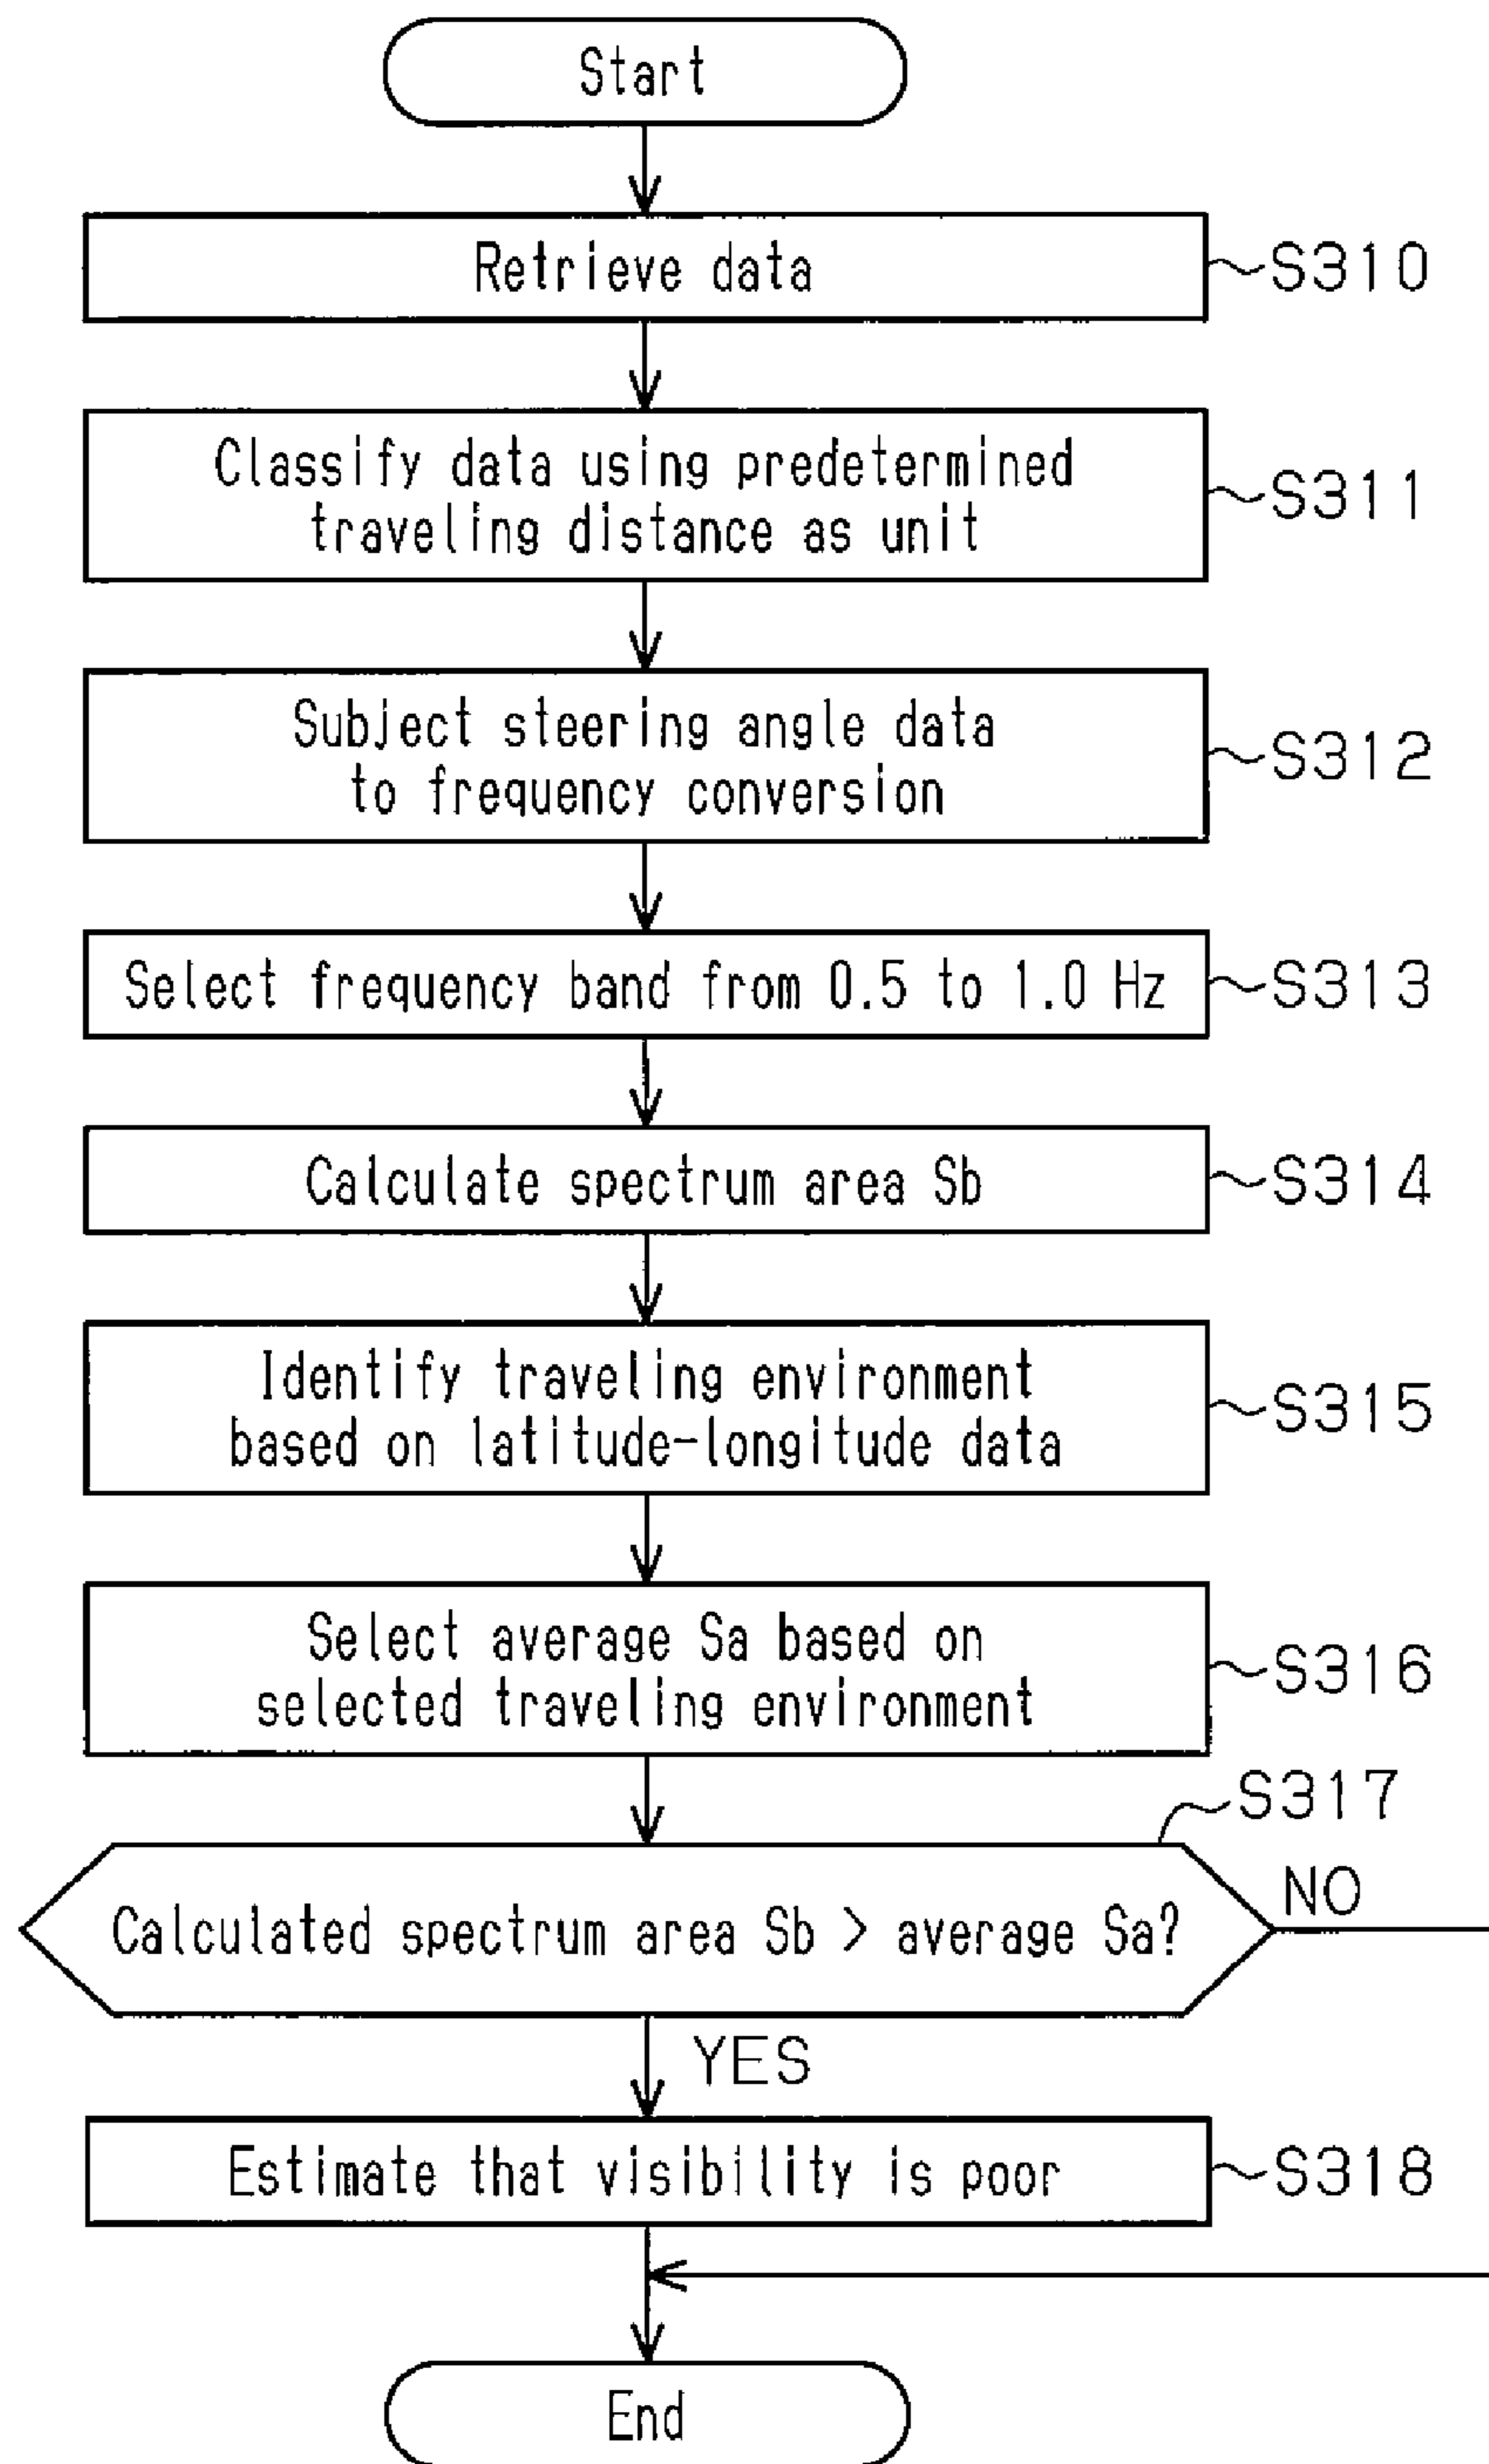 Start
Retrieve data
S310
Classify data using predetermined
traveling distance as unit
S311
Subject steering angle data
to frequency conversion
S312
Select frequency band from 0.5 to 1.0 Hz
S313
Calculate spectrum area Sb
S314
Identify traveling environment
based on latitude-longitude data
S315
Select average Sa based on
selected traveling environment
S316
S317
Calculated spectrum area Sb > average Sa?
NO
YES
Estimate that visibility is poor
S318
End